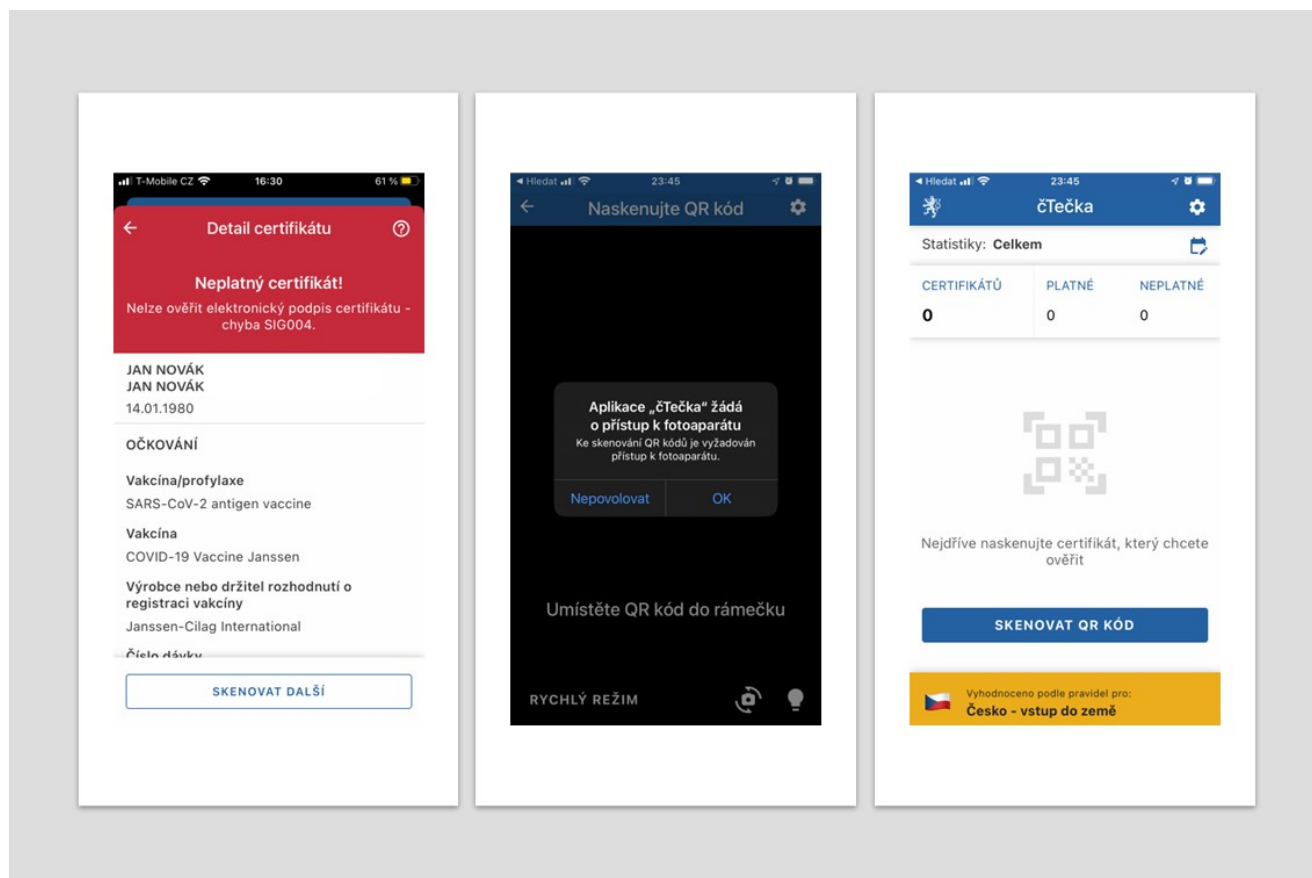 T-Mobile CZ 16:30 61 %
Detail certifikátu
Neplatný certifikát!
Nelze ověřit elektronický podpis certifikátu -
chyba SIG004.
JAN NOVÁK
JAN NOVÁK
14.01.1980
OČKOVÁNÍ
Vakcína/profylaxe
SARS-CoV-2 antigen vaccine
Vakcína
COVID-19 Vaccine Janssen
Výrobce nebo držitel rozhodnutí o
registraci vakcíny
Janssen-Cilag International
Číslo dávky
SKENOVAT DALŠÍ
Hledat 23:45
Naskenujte QR kód
Aplikace „čTečka“ žádá
o přístup k fotoaparátu
Ke skenování QR kódů je vyžadován
přístup k fotoaparátu.
Nepovolovat OK
Umístěte QR kód do rámečku
RYCHLÝ REŽIM
Hledat 23:45
čTečka
Statistiky: Celkem
CERTIFIKÁTŮ PLATNÉ NEPLATNÉ
0 0 0
Nejdříve naskenujte certifikát, který chcete
ověřit
SKENOVAT QR KÓD
Vyhodnoceno podle pravidel pro:
Česko - vstup do země